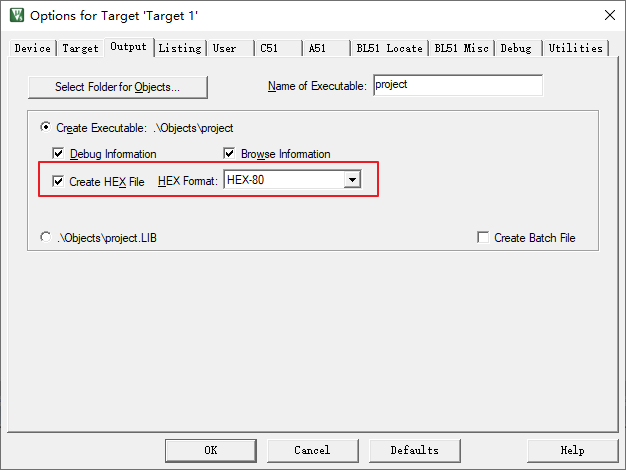 Options for Target 'Target 1'
Device Target Output Listing User C51 A51 BL51 Locate BL51 Misc Debug Utilities
Select Folder for Objects... Name of Executable: project
Create Executable: .\Objects\project
Debug Information Browse Information
Create HEX File HEX Format: HEX-80
.\Objects\project.LIB Create Batch File
OK Cancel Defaults Help